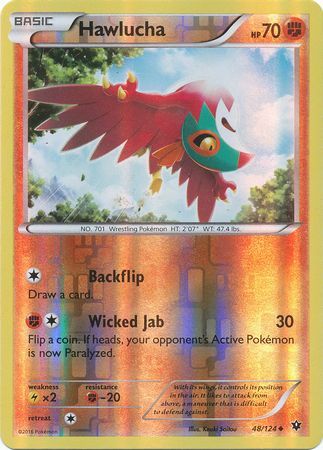 BASIC
Hawlucha
HP 70
NO. 701 Wrestling Pokémon HT: 2'07" WT: 47.4 lbs.
Backflip
Draw a card.
Wicked Jab 30
Flip a coin. If heads, your opponent's Active Pokémon
is now Paralyzed.
weakness resistance
×2 -20
retreat
With its wings, it controls its position
in the air. It likes to attack from
above, a maneuver that is difficult
to defend against.
Illus. Kouki Saitou 48/124
©2016 Pokémon